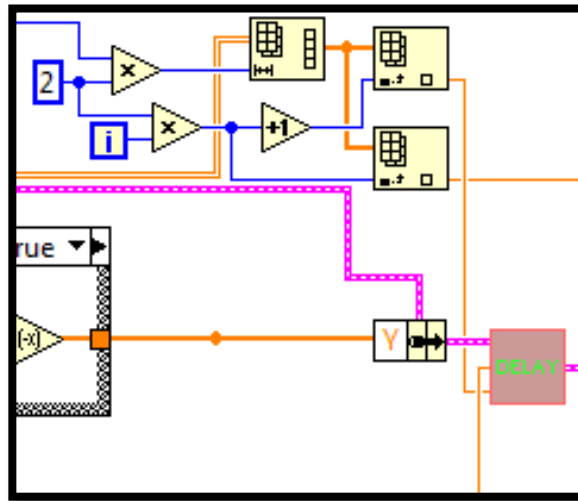 ×
2
×
i
+1
rue
(-x)
Y
DELAY